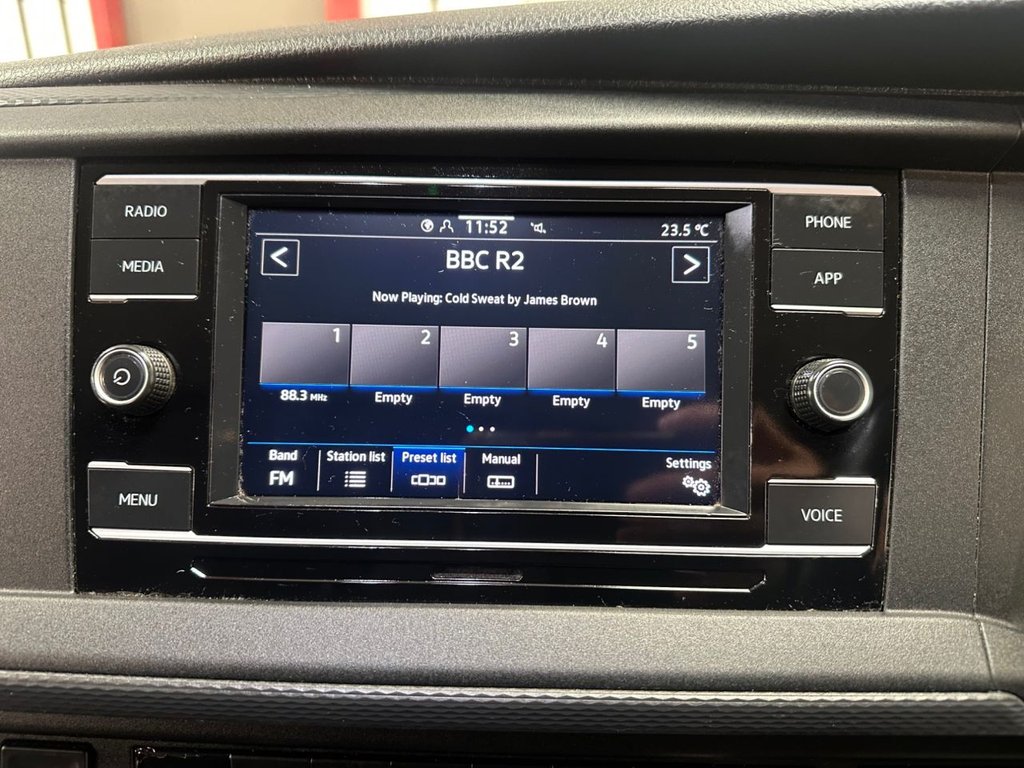 RADIO
MEDIA
MENU
11:52
23.5 °C
<
BBC R2
>
Now Playing: Cold Sweat by James Brown
1 2 3 4 5
88.3 MHz Empty Empty Empty Empty
Band Station list Preset list Manual Settings
FM
PHONE
APP
VOICE